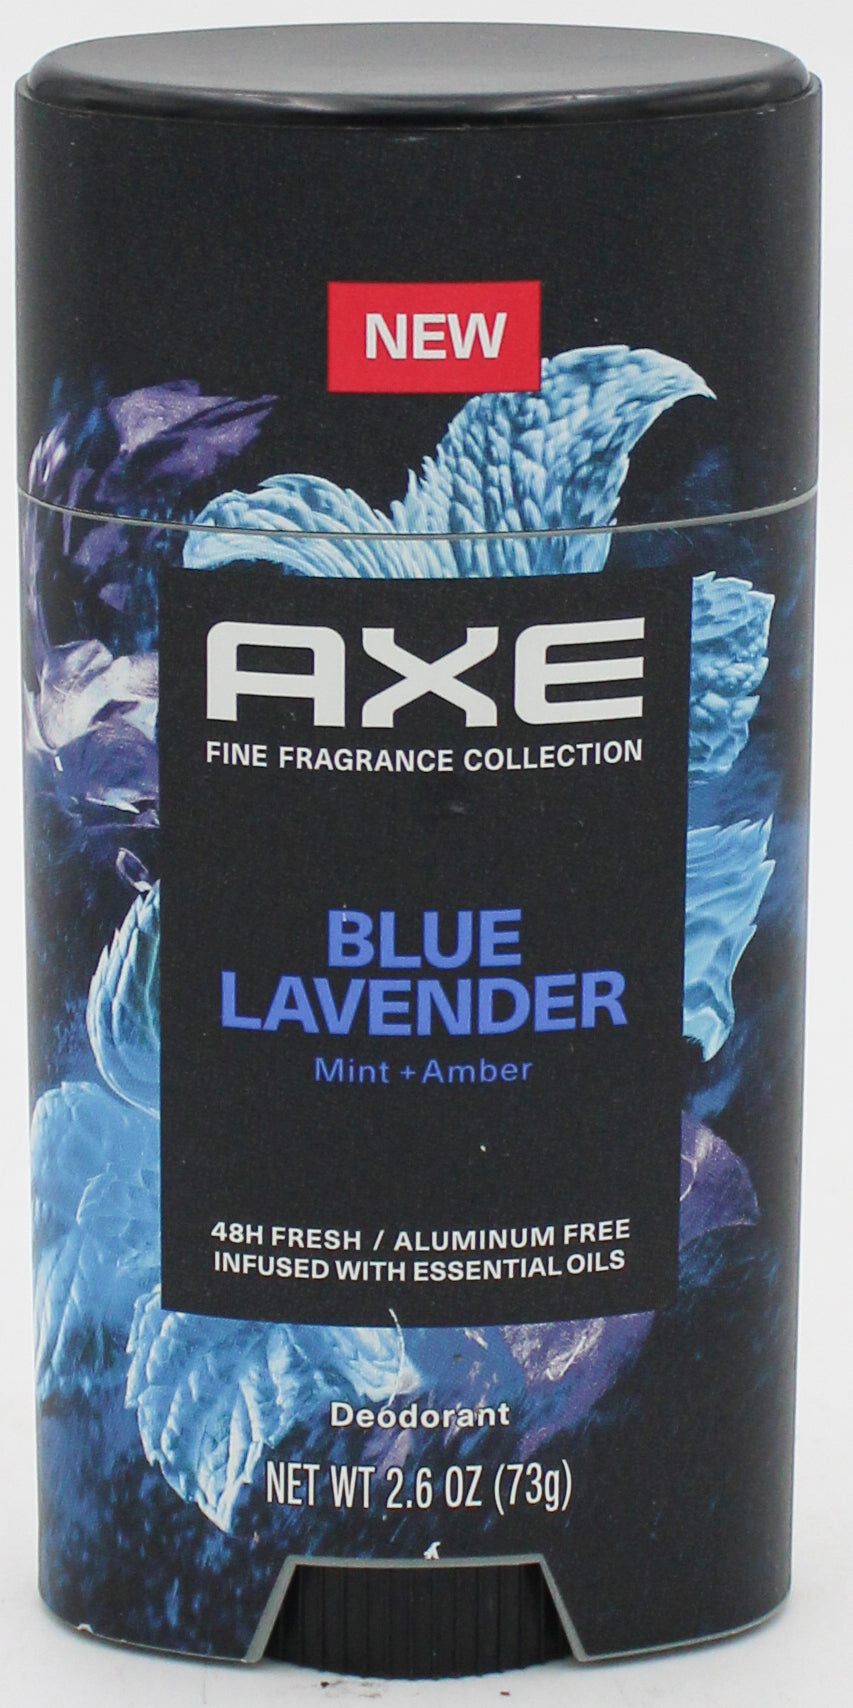 NEW
AXE
FINE FRAGRANCE COLLECTION
BLUE
LAVENDER
Mint + Amber
48H FRESH / ALUMINUM FREE
INFUSED WITH ESSENTIAL OILS
Deodorant
NET WT 2.6 OZ (73g)